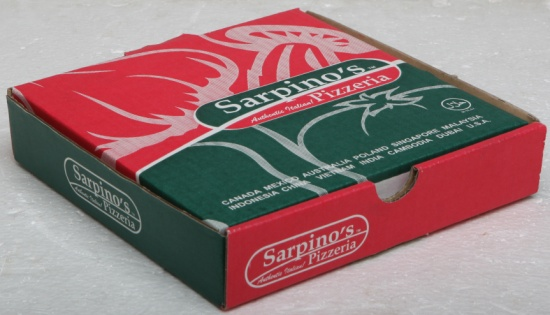 Sarpino's
Authentic Italian! Pizzeria
CANADA MEXICO AUSTRALIA POLAND SINGAPORE MALAYSIA
INDONESIA CHINA VIETNAM INDIA CAMBODIA DUBAI U.S.A
Sarpino's
Authentic Italian! Pizzeria
Sarpino's
Authentic Italian! Pizzeria